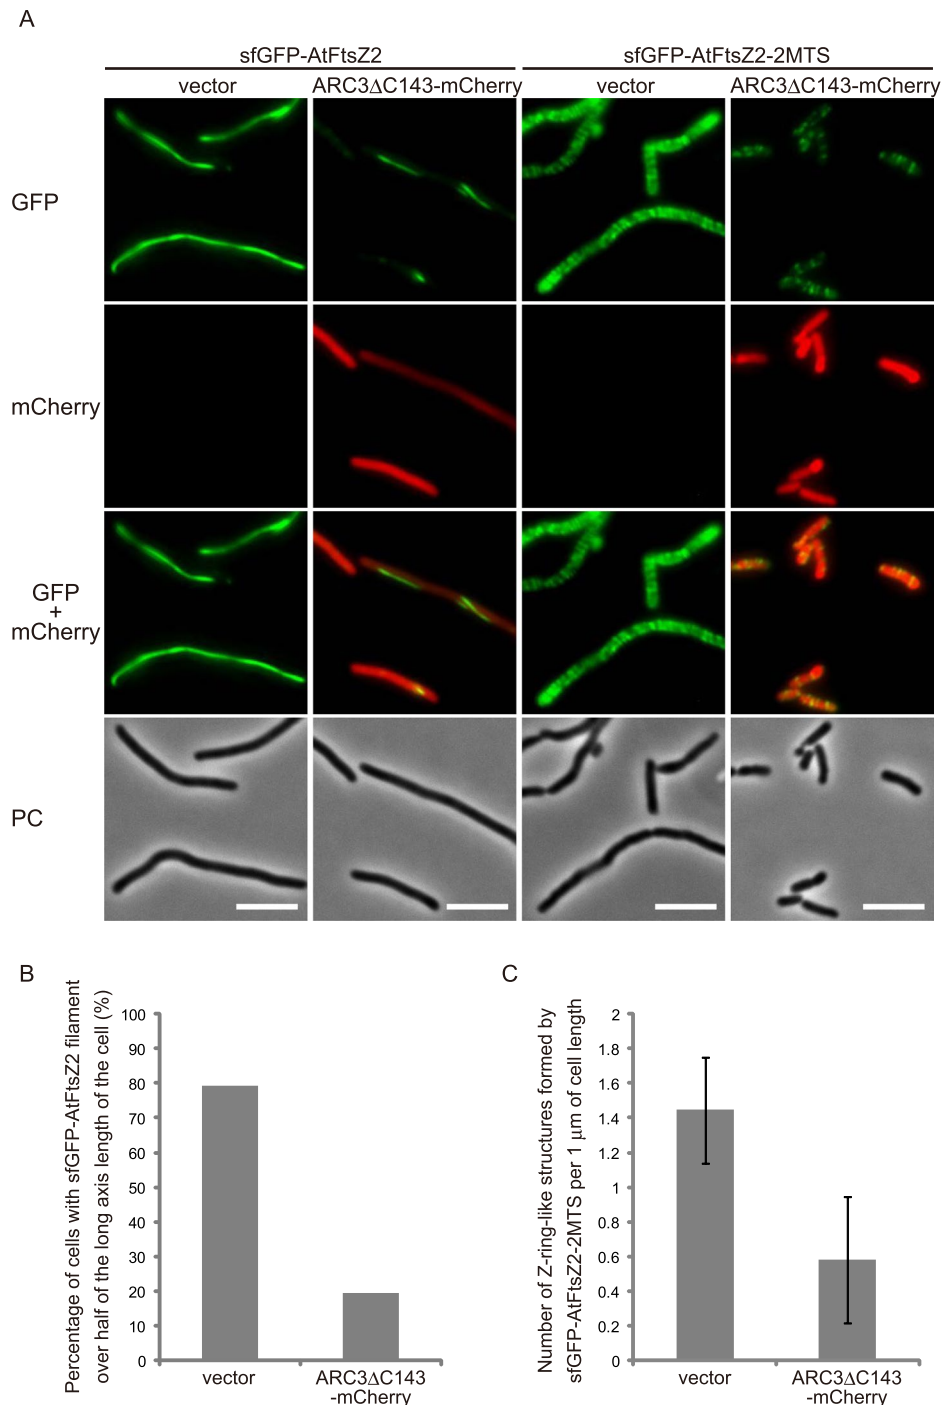 A
sfGFP-AtFtsZ2
sfGFP-AtFtsZ2-2MTS
vector
ARC3ΔC143-mCherry
vector
ARC3ΔC143-mCherry
GFP
mCherry
GFP
+
mCherry
PC
B
Percentage of cells with sfGFP-AtFtsZ2 filament
over half of the long axis length of the cell (%)
100
90
80
70
60
50
40
30
20
10
0
vector
ARC3ΔC143
-mCherry
C
Number of Z-ring-like structures formed by
sfGFP-AtFtsZ2-2MTS per 1 μm of cell length
2
1.8
1.6
1.4
1.2
1
0.8
0.6
0.4
0.2
0
vector
ARC3ΔC143
-mCherry